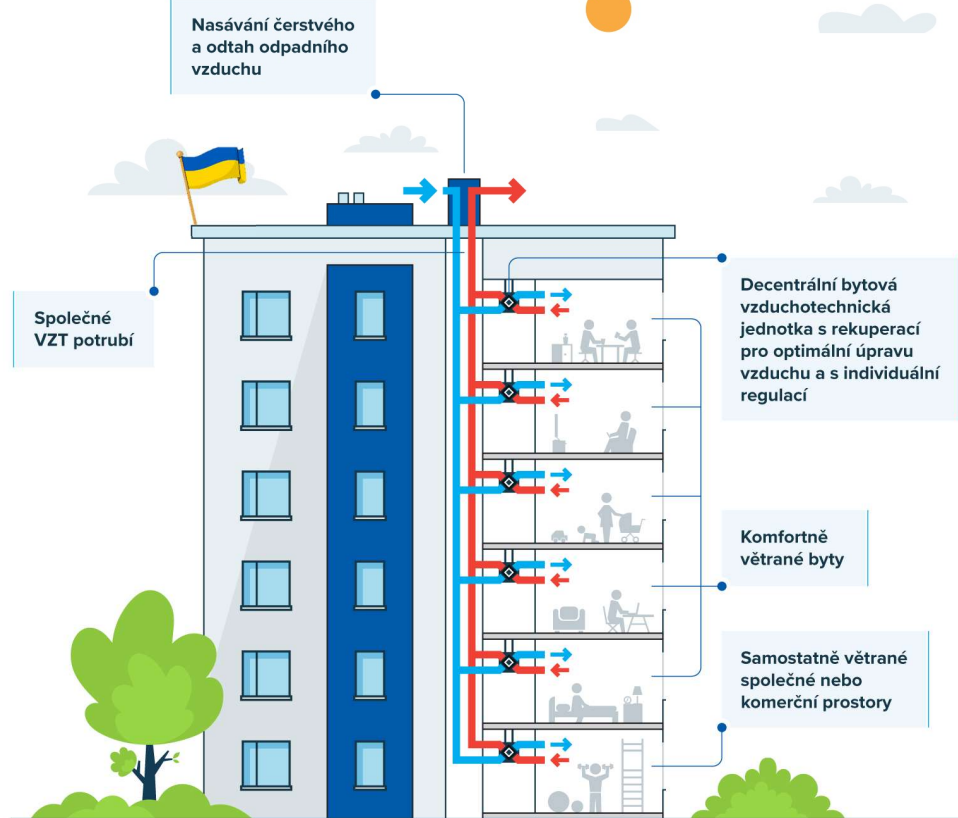 Nasávání čerstvého
a odtah odpadního
vzduchu
Společné
VZT potrubí
Decentrální bytová
vzduchotechnická
jednotka s rekuperací
pro optimální úpravu
vzduchu a s individuální
regulací
Komfortně
větrané byty
Samostatně větrané
společné nebo
komerční prostory